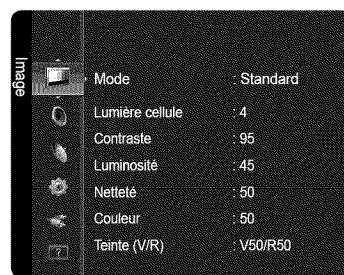 Image
Mode : Standard
Lumière cellule : 4
Contraste : 95
Luminosité : 45
Netteté : 50
Couleur : 50
Teinte (V/R) : V50/R50
?